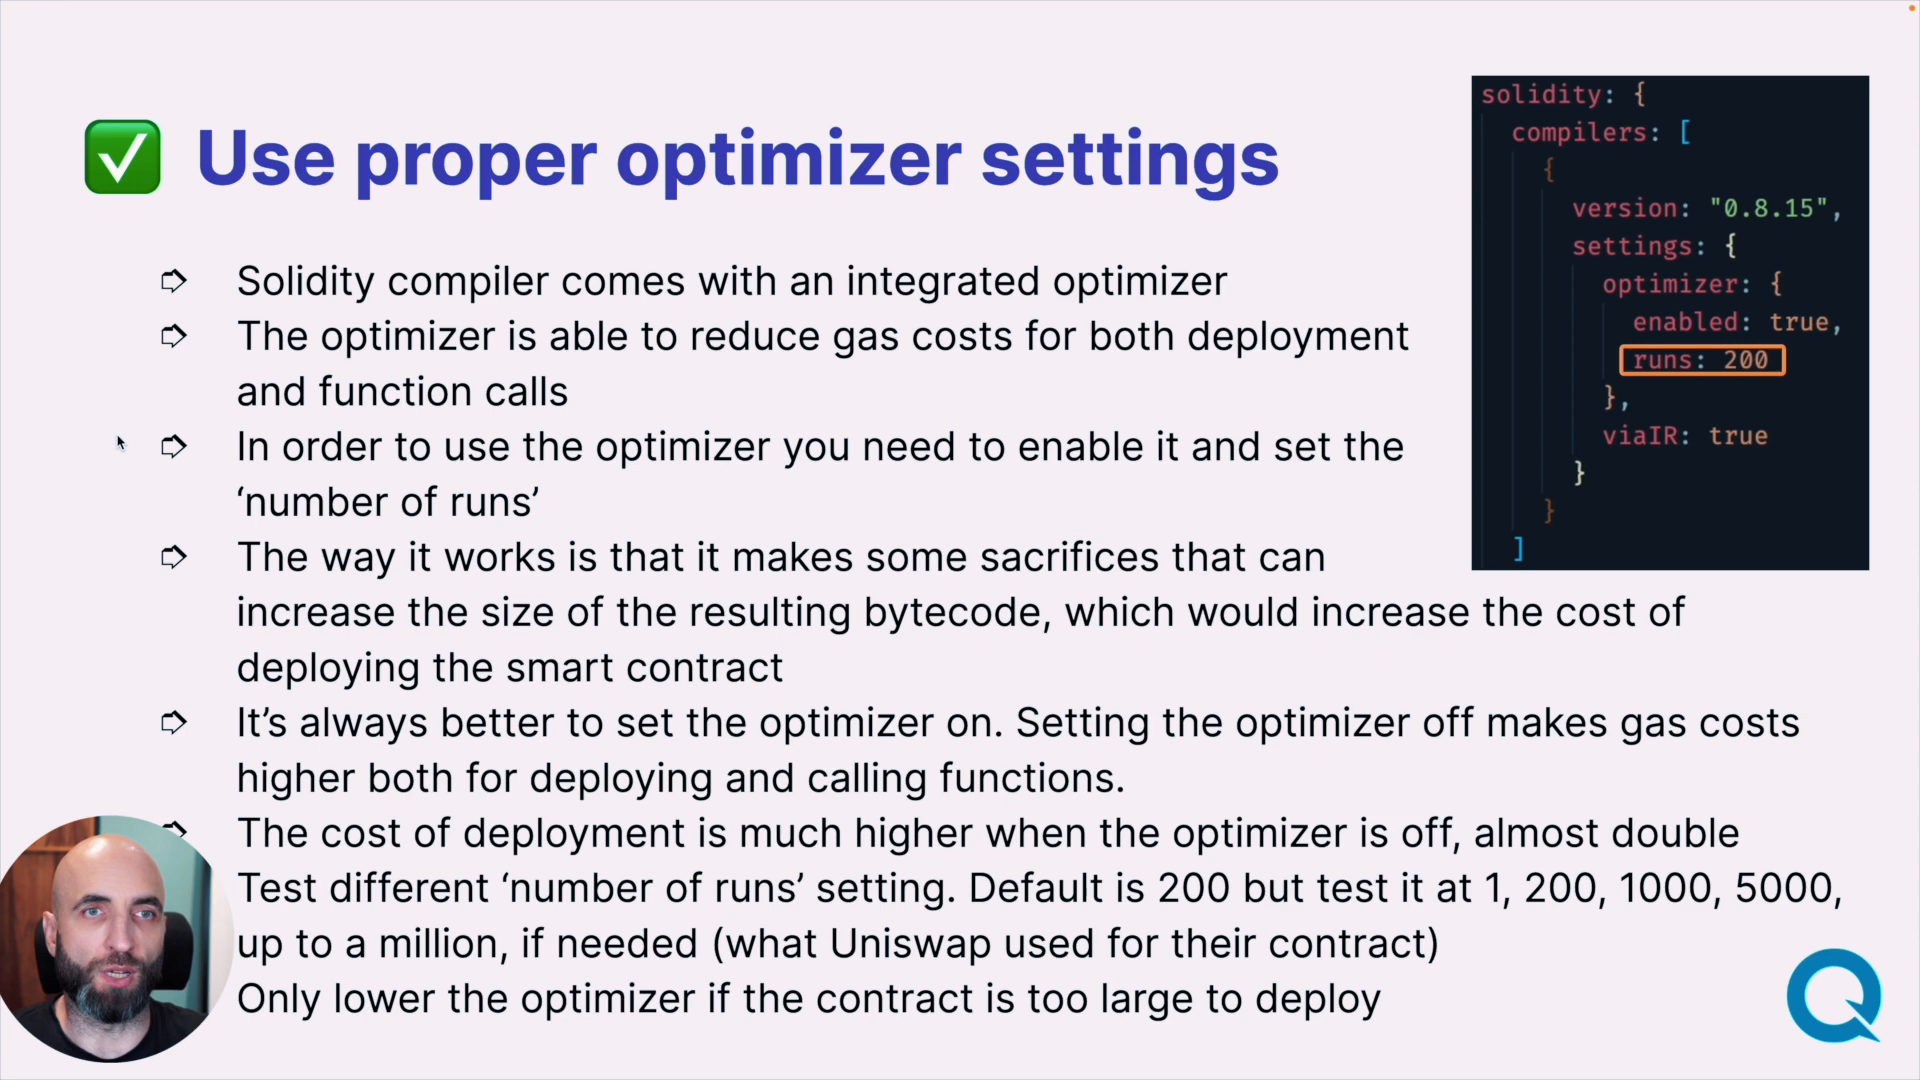 Use proper optimizer settings
Solidity compiler comes with an integrated optimizer
The optimizer is able to reduce gas costs for both deployment
and function calls
In order to use the optimizer you need to enable it and set the
‘number of runs’
The way it works is that it makes some sacrifices that can
increase the size of the resulting bytecode, which would increase the cost of
deploying the smart contract
It’s always better to set the optimizer on. Setting the optimizer off makes gas costs
higher both for deploying and calling functions.
The cost of deployment is much higher when the optimizer is off, almost double
Test different ‘number of runs’ setting. Default is 200 but test it at 1, 200, 1000, 5000,
up to a million, if needed (what Uniswap used for their contract)
Only lower the optimizer if the contract is too large to deploy
solidity: {
compilers: [
{
version: "0.8.15",
settings: {
optimizer: {
enabled: true,
runs: 200
},
viaIR: true
}
}
]